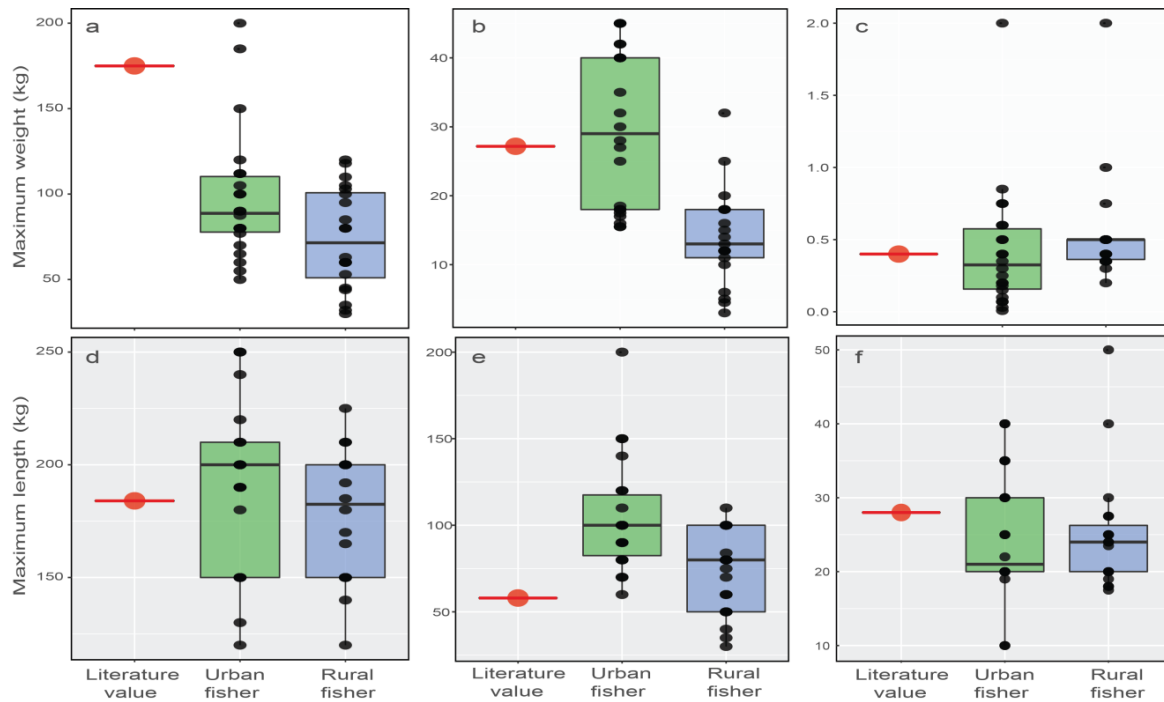 Maximum weight (kg)
a
200
150
100
50
b
40
30
20
10
c
2.0
1.5
1.0
0.5
0.0
Maximum length (kg)
d
250
200
150
e
200
150
100
50
f
50
40
30
20
10
Literature value
Urban fisher
Rural fisher
Literature value
Urban fisher
Rural fisher
Literature value
Urban fisher
Rural fisher